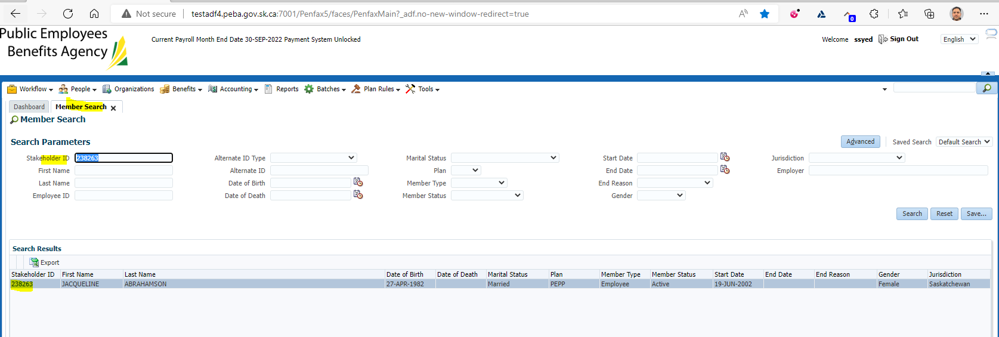 Not secure | testadf4.peba.gov.sk.ca:7001/Penfax5/faces/PenfaxMain?_adf.no-new-window-redirect=true
0
Public Employees
Benefits Agency
Current Payroll Month End Date 30-SEP-2022 Payment System Unlocked
Welcome ssyed Sign Out English
Workflow People Organizations Benefits Accounting Reports Batches Plan Rules Tools
Dashboard Member Search
Member Search
Search Parameters
Advanced Saved Search Default Search
Stakeholder ID 238263 Alternate ID Type Marital Status Start Date Jurisdiction
First Name Alternate ID Plan End Date Employer
Last Name Date of Birth Member Type End Reason
Employee ID Date of Death Member Status Gender
Search Reset Save...
Search Results
Export
Stakeholder ID First Name Last Name Date of Birth Date of Death Marital Status Plan Member Type Member Status Start Date End Date End Reason Gender Jurisdiction
238263 JACQUELINE ABRAHAMSON 27-APR-1982 Married PEPP Employee Active 19-JUN-2002 Female Saskatchewan